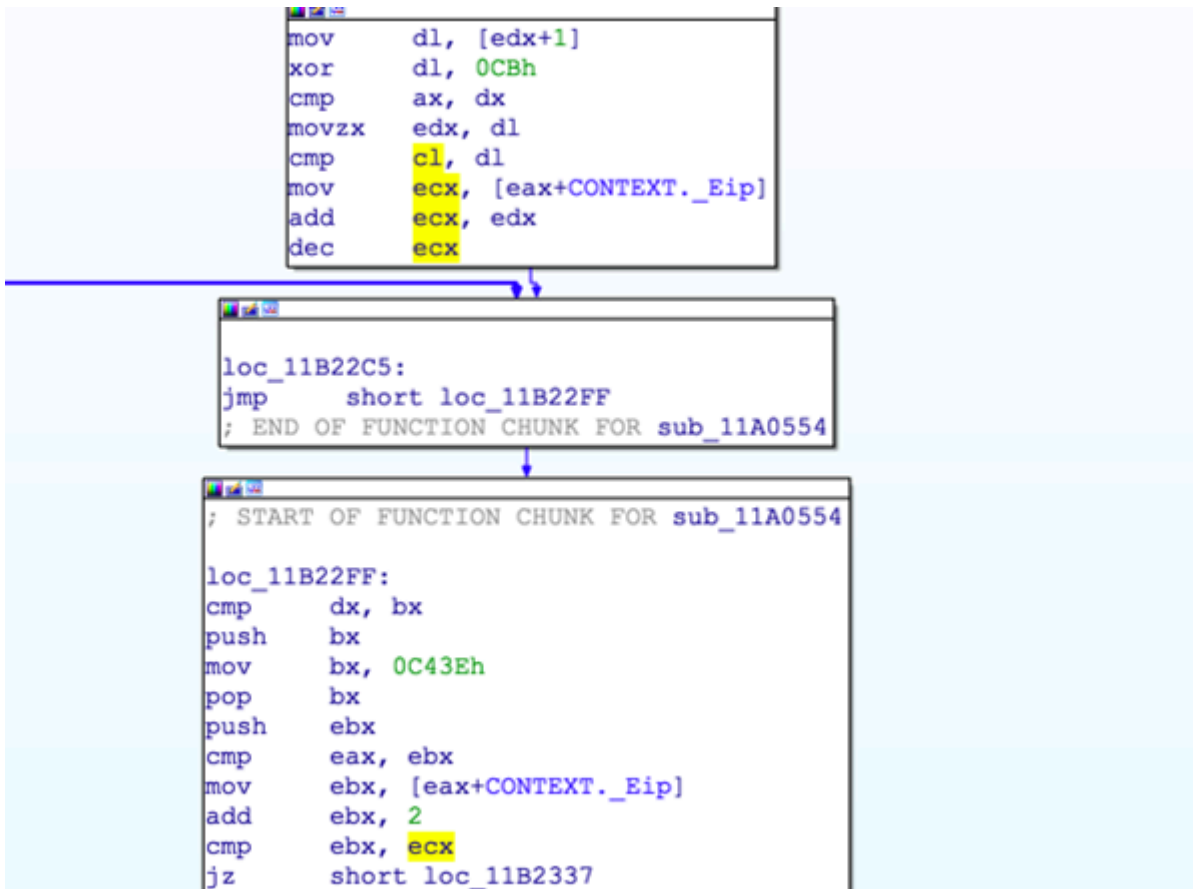 mov dl, [edx+1]
xor dl, 0CBh
cmp ax, dx
movzx edx, dl
cmp cl, dl
mov ecx, [eax+CONTEXT._Eip]
add ecx, edx
dec ecx
loc_11B22C5:
jmp short loc_11B22FF
; END OF FUNCTION CHUNK FOR sub_11A0554
; START OF FUNCTION CHUNK FOR sub_11A0554
loc_11B22FF:
cmp dx, bx
push bx
mov bx, 0C43Eh
pop bx
push ebx
cmp eax, ebx
mov ebx, [eax+CONTEXT._Eip]
add ebx, 2
cmp ebx, ecx
jz short loc_11B2337